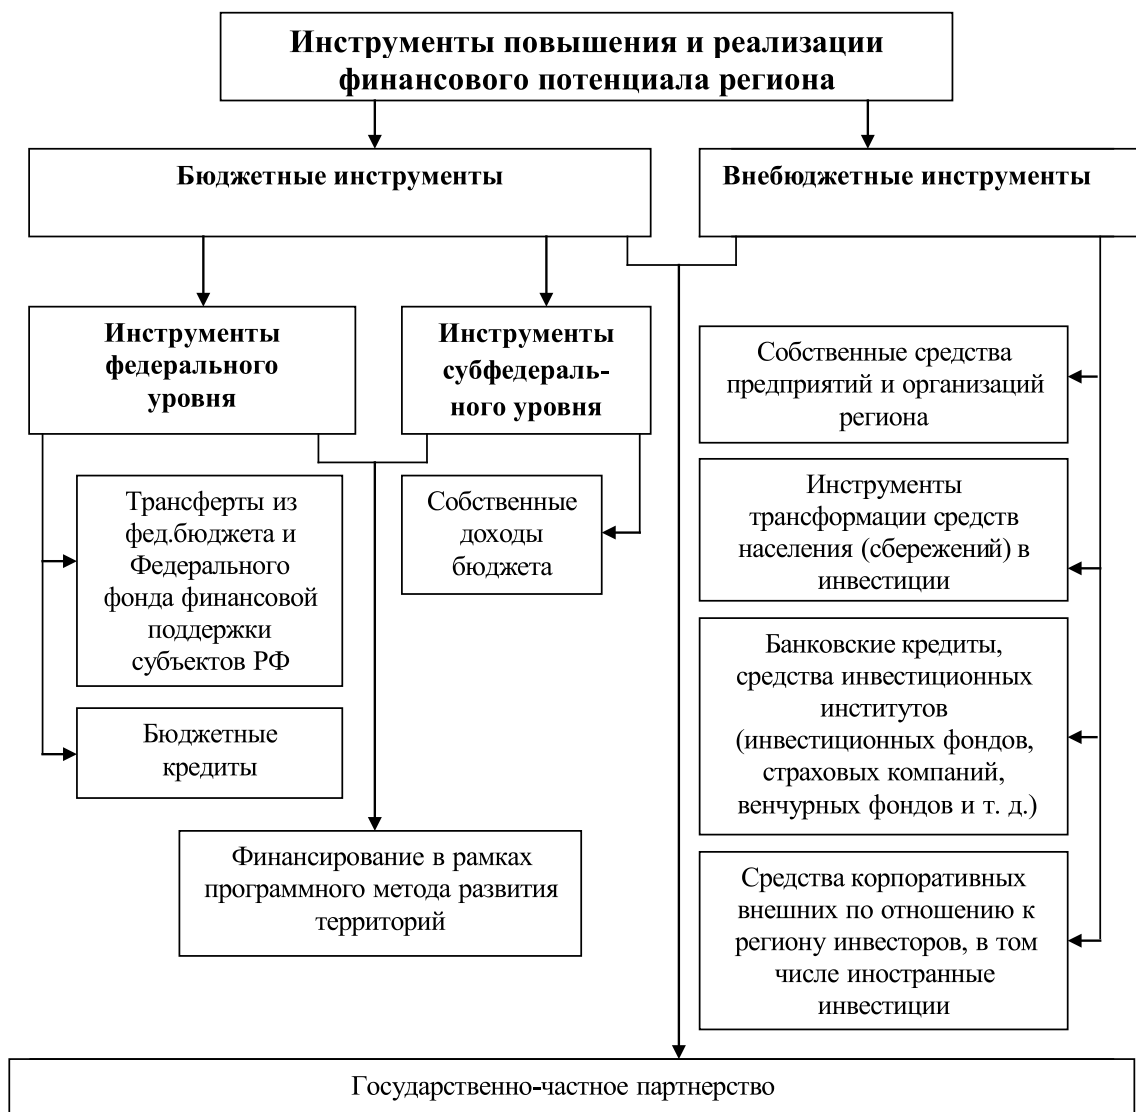 Инструменты повышения и реализации
финансового потенциала региона
Бюджетные инструменты
Внебюджетные инструменты
Инструменты
федерального
уровня
Инструменты
субфедераль-
ного уровня
Трансферты из
фед.бюджета и
Федерального
фонда финансовой
поддержки
субъектов РФ
Бюджетные
кредиты
Собственные
доходы
бюджета
Финансирование в рамках
программного метода развития
территорий
Собственные средства
предприятий и организаций
региона
Инструменты
трансформации средств
населения (сбережений) в
инвестиции
Банковские кредиты,
средства инвестиционных
институтов
(инвестиционных фондов,
страховых компаний,
венчурных фондов и т. д.)
Средства корпоративных
внешних по отношению к
региону инвесторов, в том
числе иностранные
инвестиции
Государственно-частное партнерство